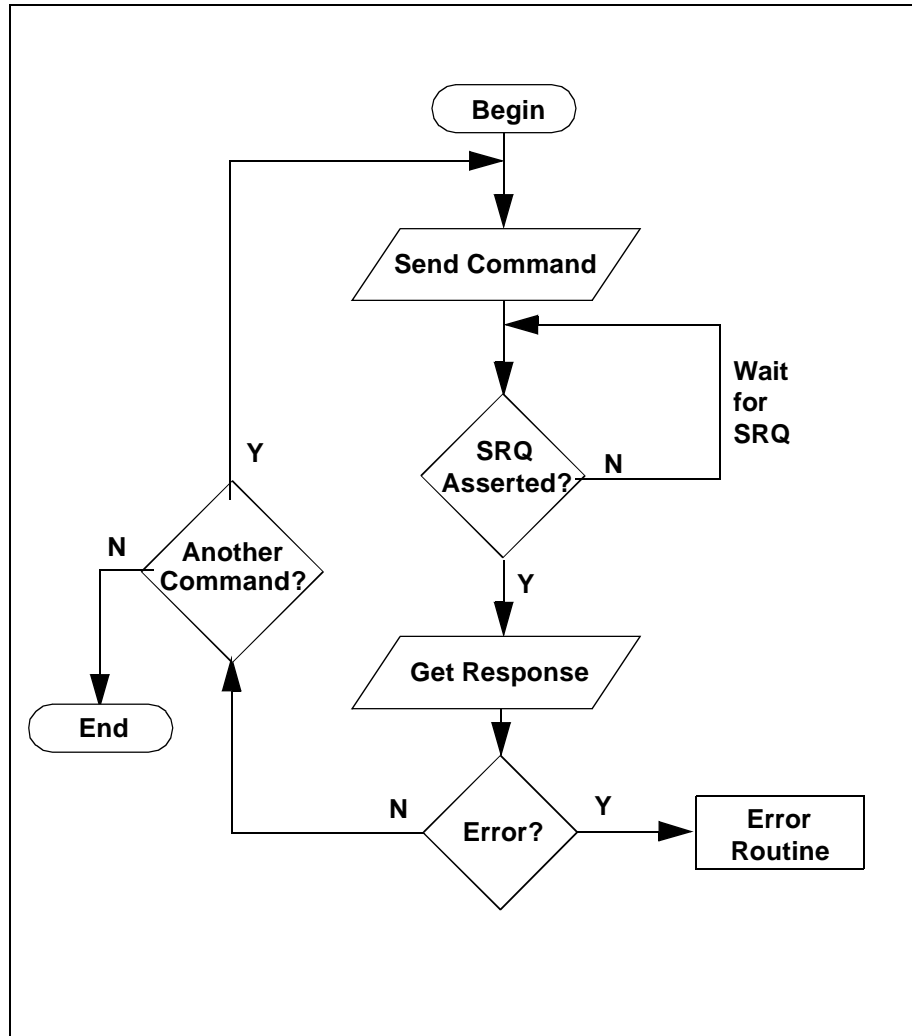 Begin
Send Command
Wait
for
SRQ
SRQ
Asserted?
N
Y
Y
N
Another
Command?
Get Response
End
N
Error?
Y
Error
Routine